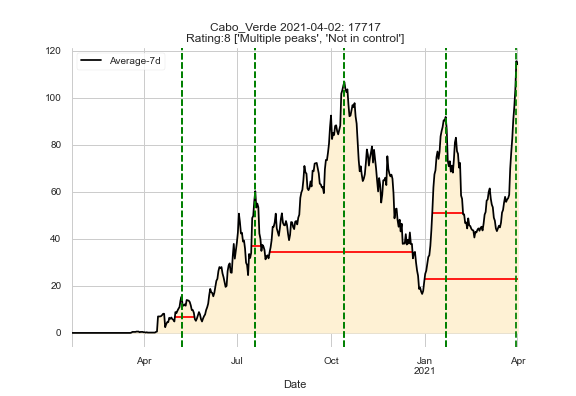 Cabo_Verde 2021-04-02: 17717
Rating:8 ['Multiple peaks', 'Not in control']
Average-7d
120
100
80
60
40
20
0
Apr Jul Oct Jan Apr
2021
Date